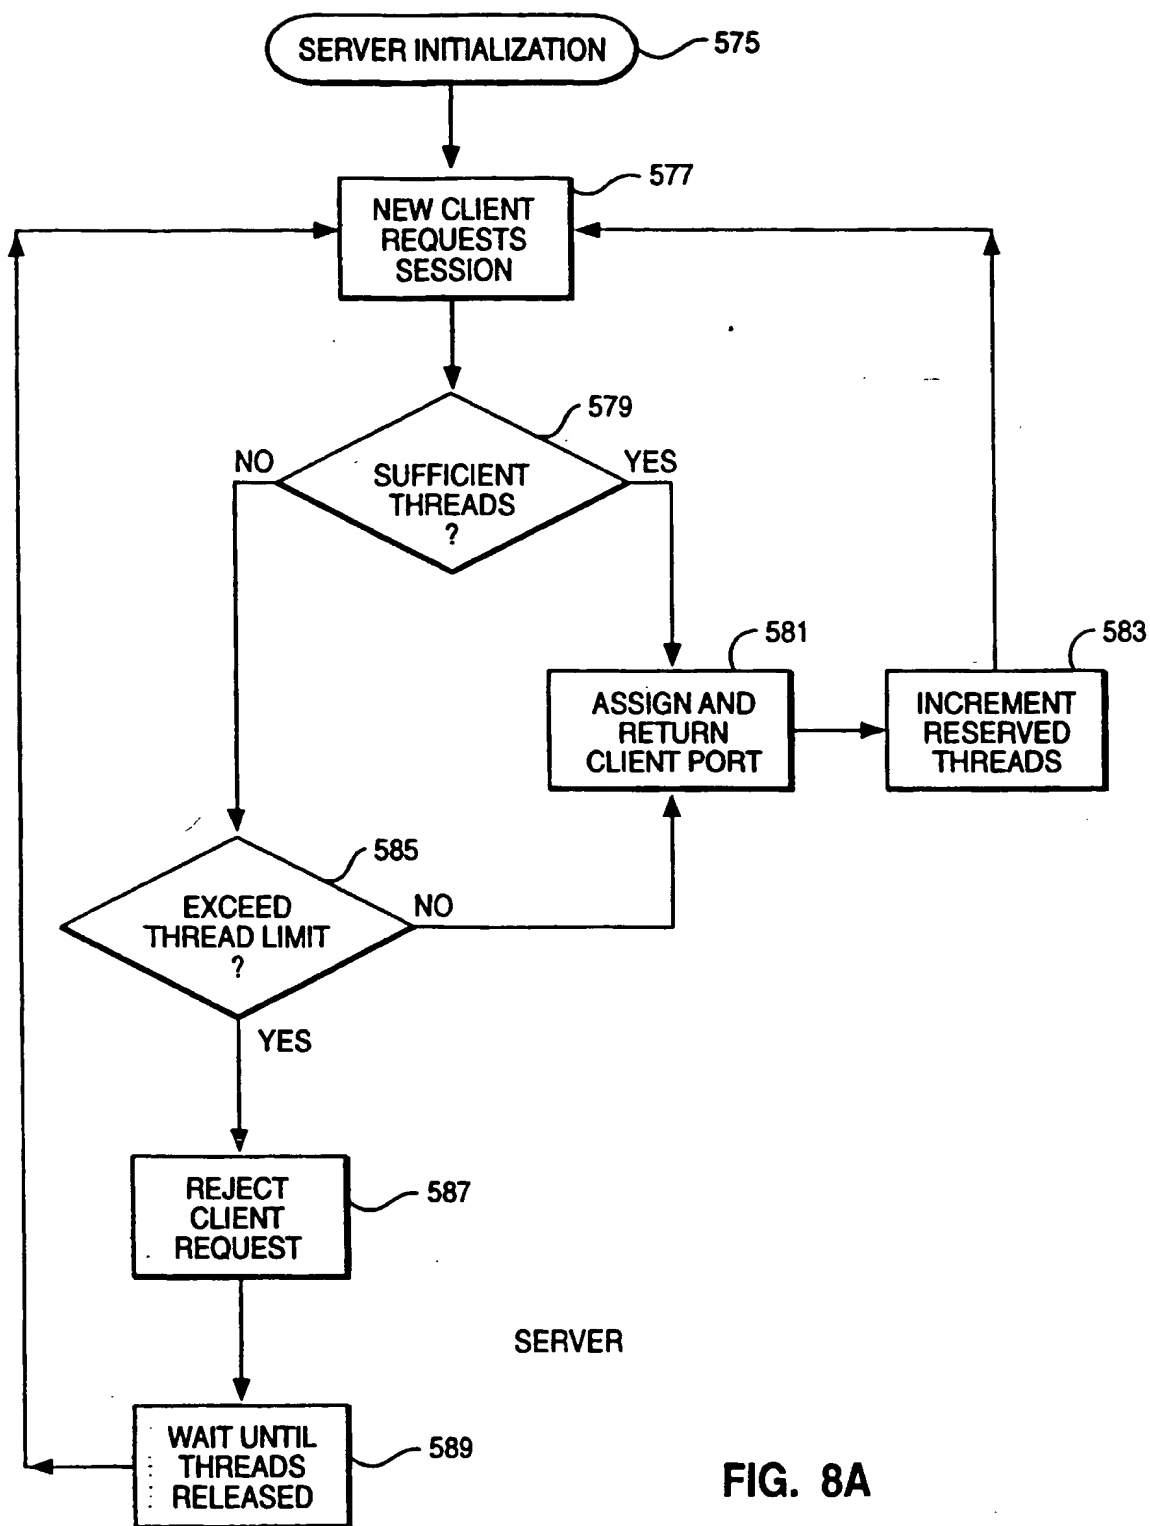 SERVER INITIALIZATION
575
577
NEW CLIENT
REQUESTS
SESSION
579
NO
YES
SUFFICIENT
THREADS
?
581
583
ASSIGN AND
RETURN
CLIENT PORT
INCREMENT
RESERVED
THREADS
585
EXCEED
THREAD LIMIT
?
NO
YES
587
REJECT
CLIENT
REQUEST
SERVER
589
WAIT UNTIL
THREADS
RELEASED
FIG. 8A